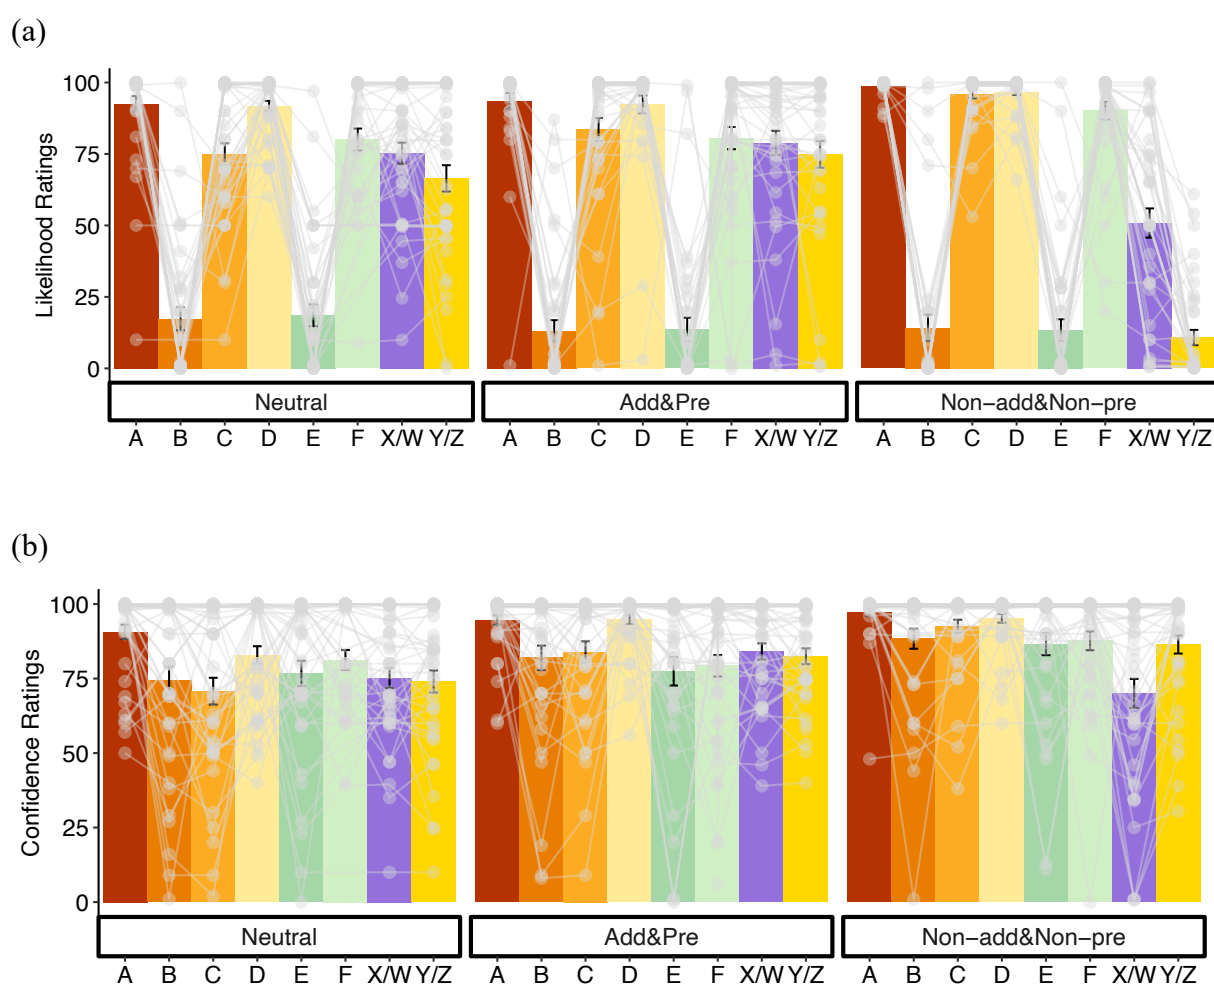 (a)
Likelihood Ratings
100
75
50
25
0
Neutral Add&Pre Non-add&Non-pre
A B C D E F X/W Y/Z A B C D E F X/W Y/Z A B C D E F X/W Y/Z
(b)
Confidence Ratings
100
75
50
25
0
Neutral Add&Pre Non-add&Non-pre
A B C D E F X/W Y/Z A B C D E F X/W Y/Z A B C D E F X/W Y/Z